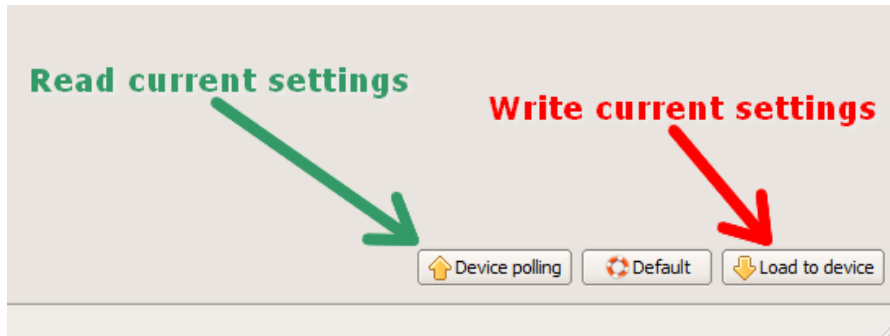 Read current settings
Write current settings
Device polling
Default
Load to device